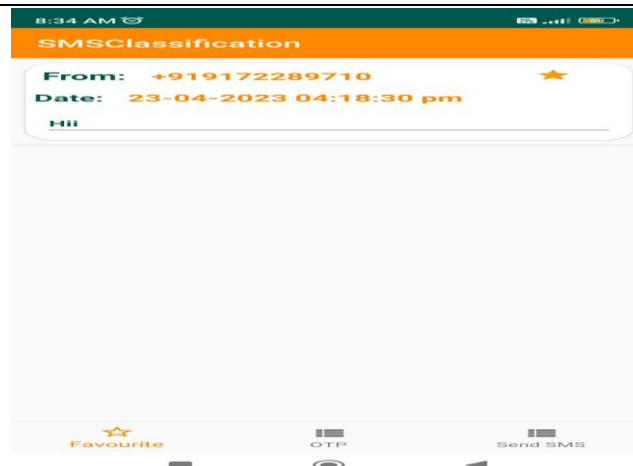 8:34 AM
SMSClassification
From: +919172289710
Date: 23-04-2023 04:18:30 pm
Hii
Favourite
OTP
Send SMS